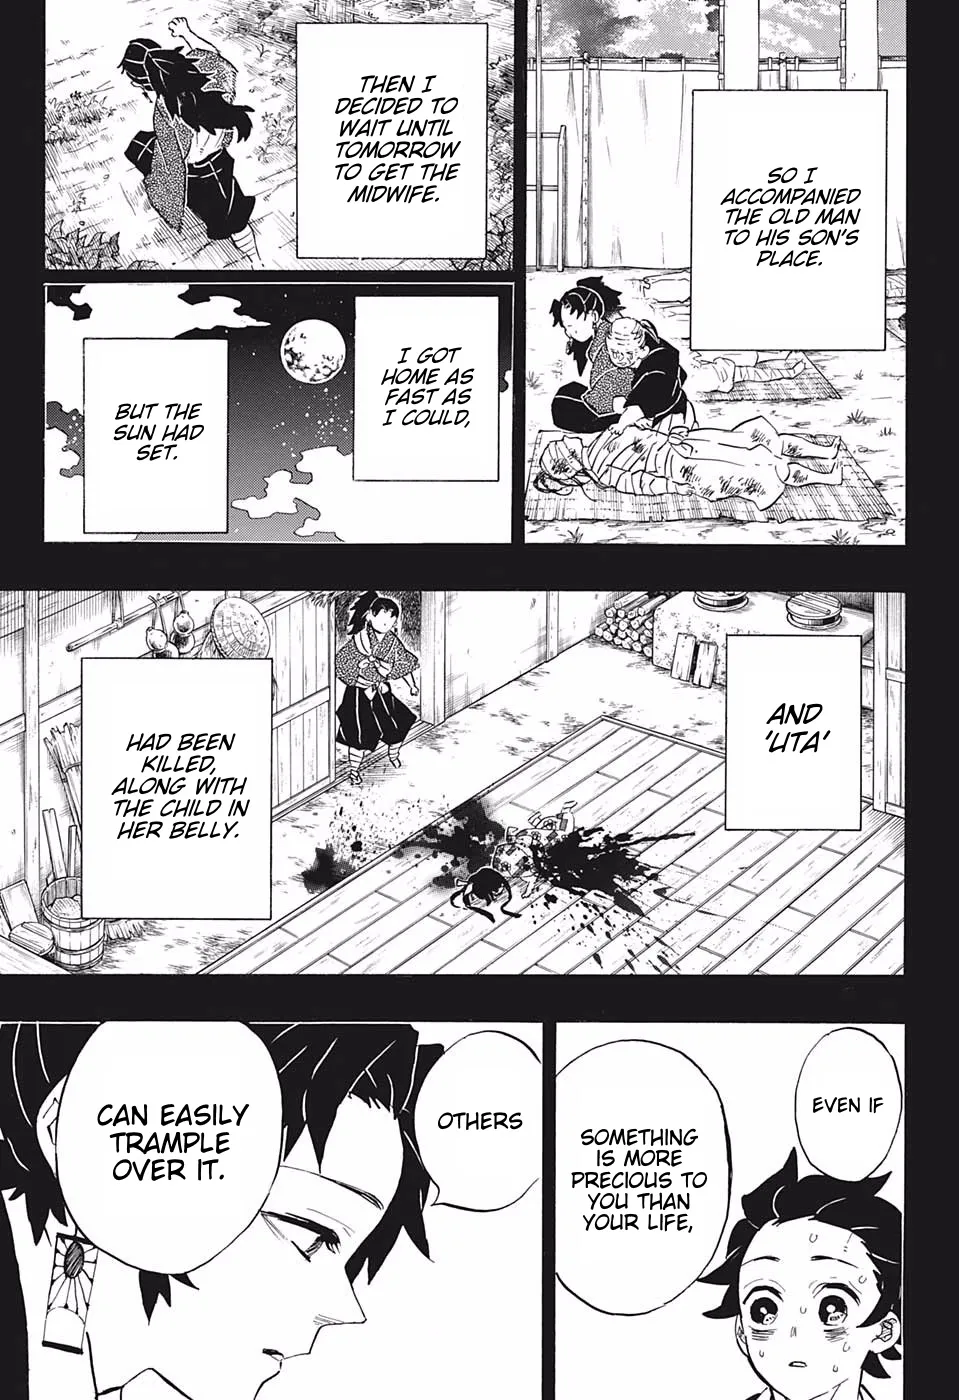 SO I
ACCOMPANIED
THE OLD MAN
TO HIS SON'S
PLACE.
THEN I
DECIDED TO
WAIT UNTIL
TOMORROW
TO GET THE
MIDWIFE.
I GOT
HOME AS
FAST AS
I COULD,
BUT THE
SUN HAD
SET.
AND
'UTA'
HAD BEEN
KILLED,
ALONG WITH
THE CHILD IN
HER BELLY.
EVEN IF
SOMETHING
IS MORE
PRECIOUS TO
YOU THAN
YOUR LIFE,
OTHERS
CAN EASILY
TRAMPLE
OVER IT.